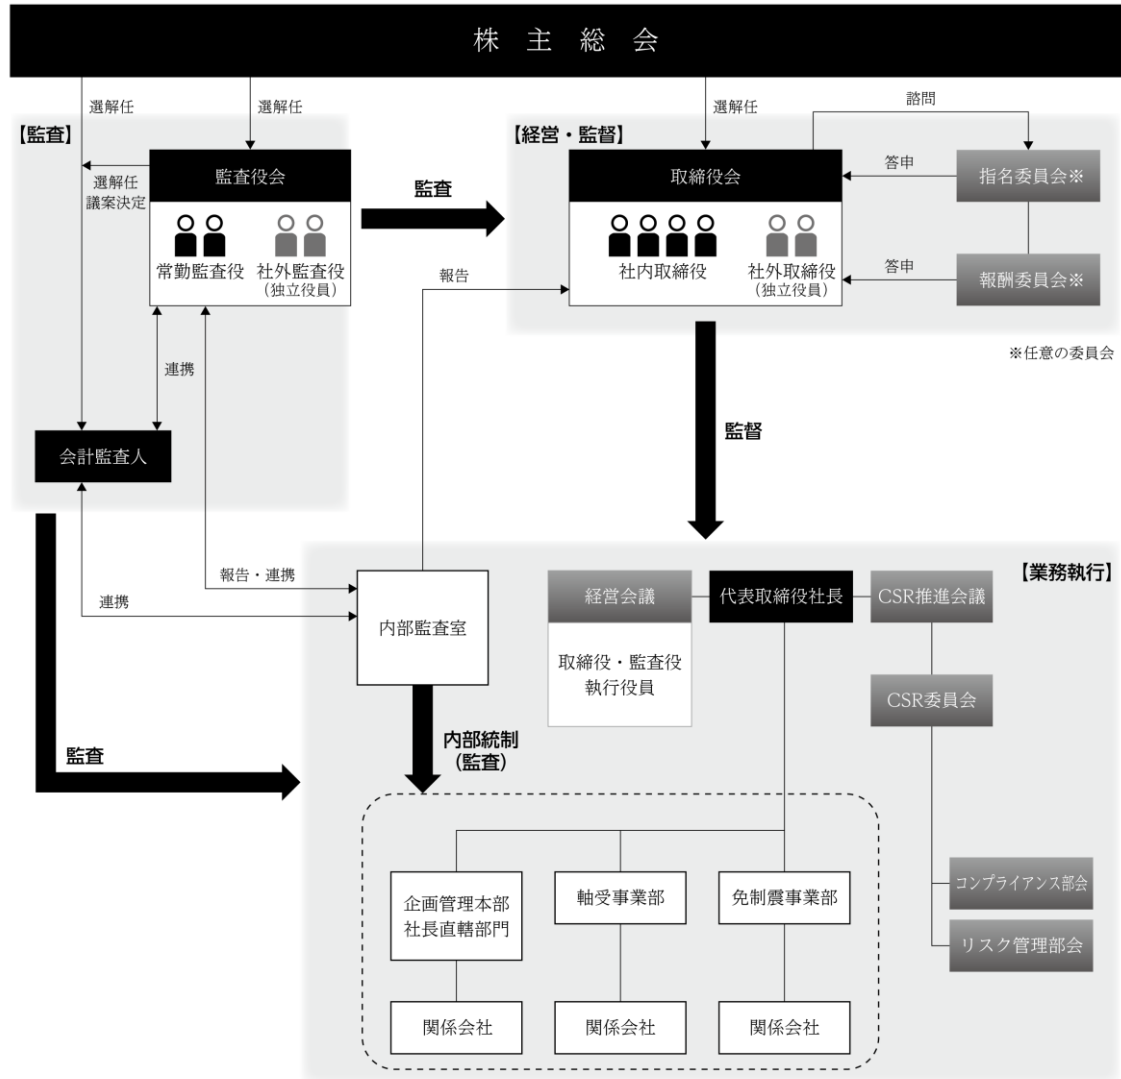 株主総会
選解任
選解任
選解任
諮問
【監査】
【経営・監督】
監査役会
選解任
議案決定
常勤監査役
社外監査役
（独立役員）
監査
取締役会
社内取締役
社外取締役
（独立役員）
答申
指名委員会※
答申
報酬委員会※
※任意の委員会
報告
連携
会計監査人
監督
【業務執行】
報告・連携
連携
内部監査室
経営会議
取締役・監査役
執行役員
代表取締役社長
CSR推進会議
CSR委員会
監査
内部統制
（監査）
企画管理本部
社長直轄部門
軸受事業部
免制震事業部
コンプライアンス部会
リスク管理部会
関係会社
関係会社
関係会社